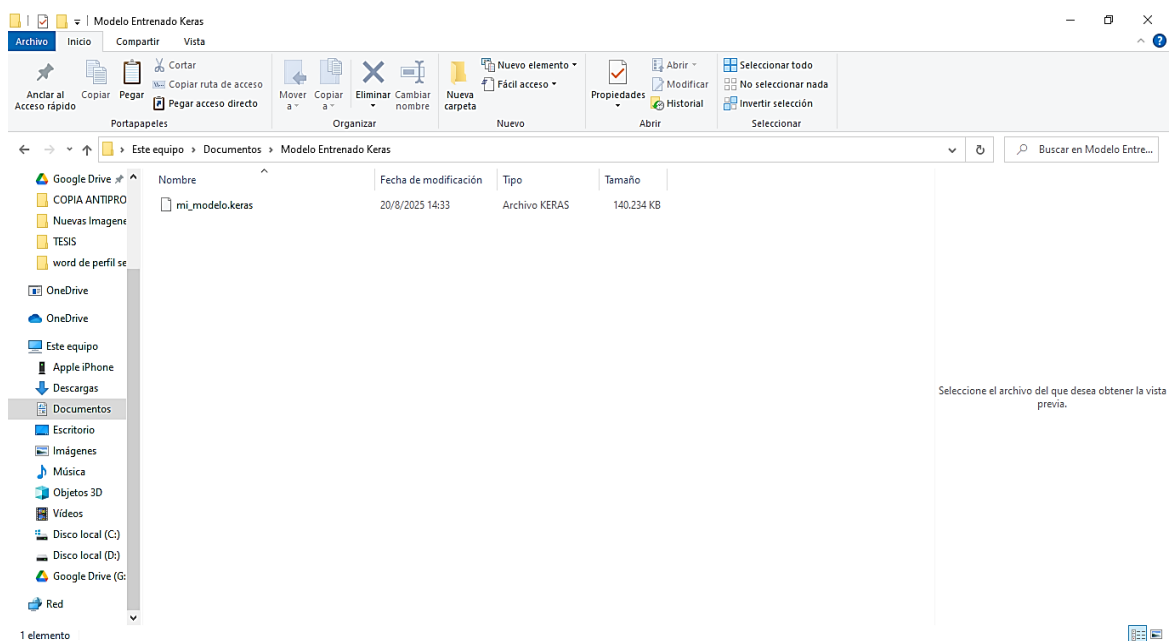 Modelo Entrenado Keras
Archivo Inicio Compartir Vista
Anclar al Acceso rápido
Copiar
Pegar
Cortar
Copiar ruta de acceso
Pegar acceso directo
Portapapeles
Mover a
Copiar a
Eliminar
Cambiar nombre
Organizar
Nueva carpeta
Nuevo elemento
Fácil acceso
Nuevo
Propiedades
Abrir
Modificar
Historial
Abrir
Seleccionar todo
No seleccionar nada
Invertir selección
Seleccionar
Este equipo > Documentos > Modelo Entrenado Keras
Buscar en Modelo Entre...
Google Drive
COPIA ANTIPRO
Nuevas Imagene
TESIS
word de perfil se
OneDrive
OneDrive
Este equipo
Apple iPhone
Descargas
Documentos
Escritorio
Imágenes
Música
Objetos 3D
Vídeos
Disco local (C:)
Disco local (D:)
Google Drive (G:
Red
Nombre Fecha de modificación Tipo Tamaño
mi_modelo.keras 20/8/2025 14:33 Archivo KERAS 140.234 KB
Seleccione el archivo del que desea obtener la vista
previa.
1 elemento